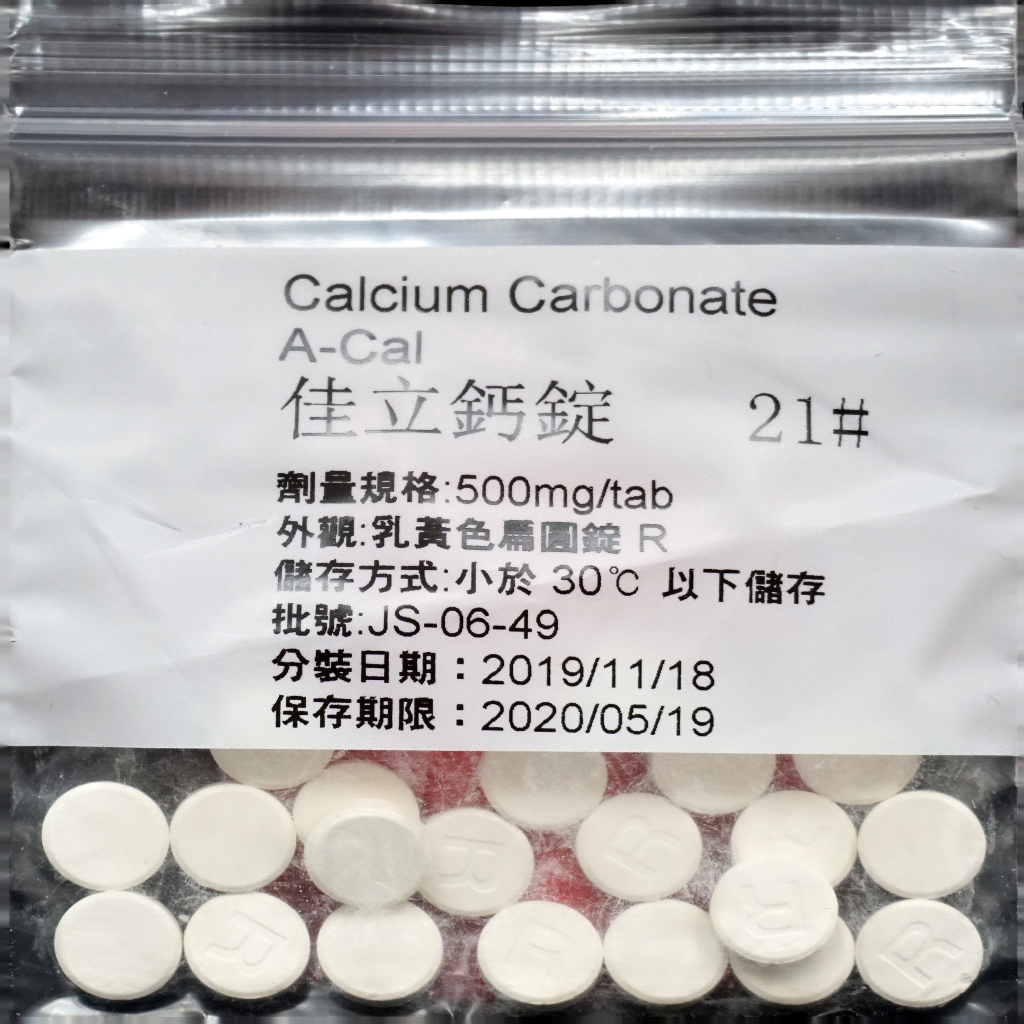 Calcium Carbonate
A-Cal
佳立鈣錠 21#
劑量規格:500mg/tab
外觀:乳黃色扁圓錠 R
儲存方式:小於 30℃ 以下儲存
批號:JS-06-49
分裝日期：2019/11/18
保存期限：2020/05/19
R
R
R
R
R
R